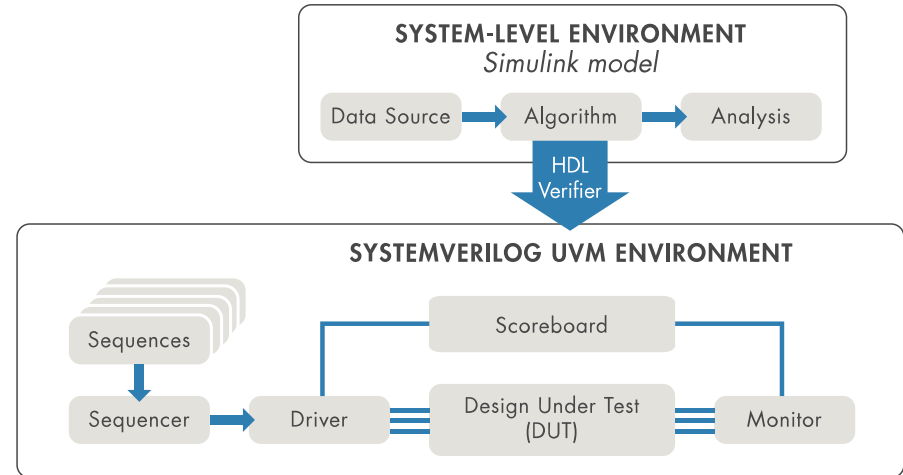 SYSTEM-LEVEL ENVIRONMENT
Simulink model
Data Source
Algorithm
Analysis
HDL
Verifier
SYSTEMVERILOG UVM ENVIRONMENT
Sequences
Scoreboard
Sequencer
Driver
Design Under Test
(DUT)
Monitor